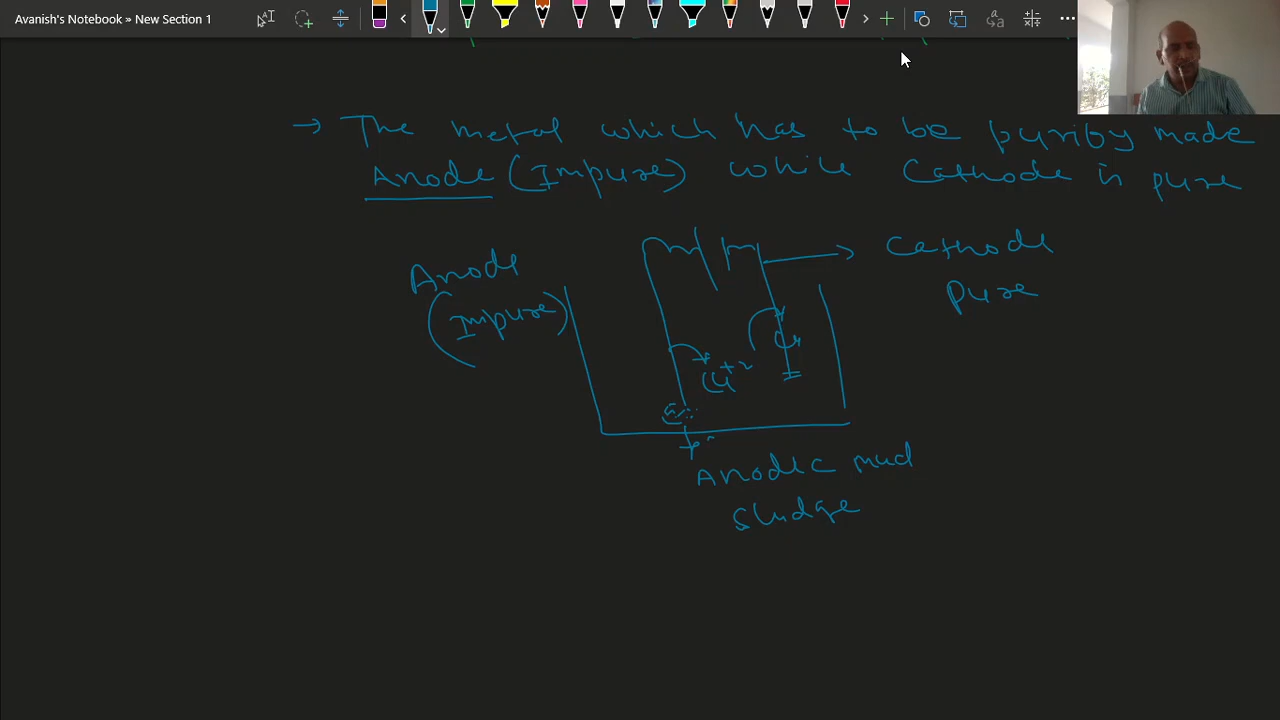 Avanish's Notebook » New Section 1
→ The metal which has to be purify made
Anode (Impure) while Cathode is pure
Anode
(Impure)
Cathode
pure
Cu
Cu+2
Anodic mud
sludge